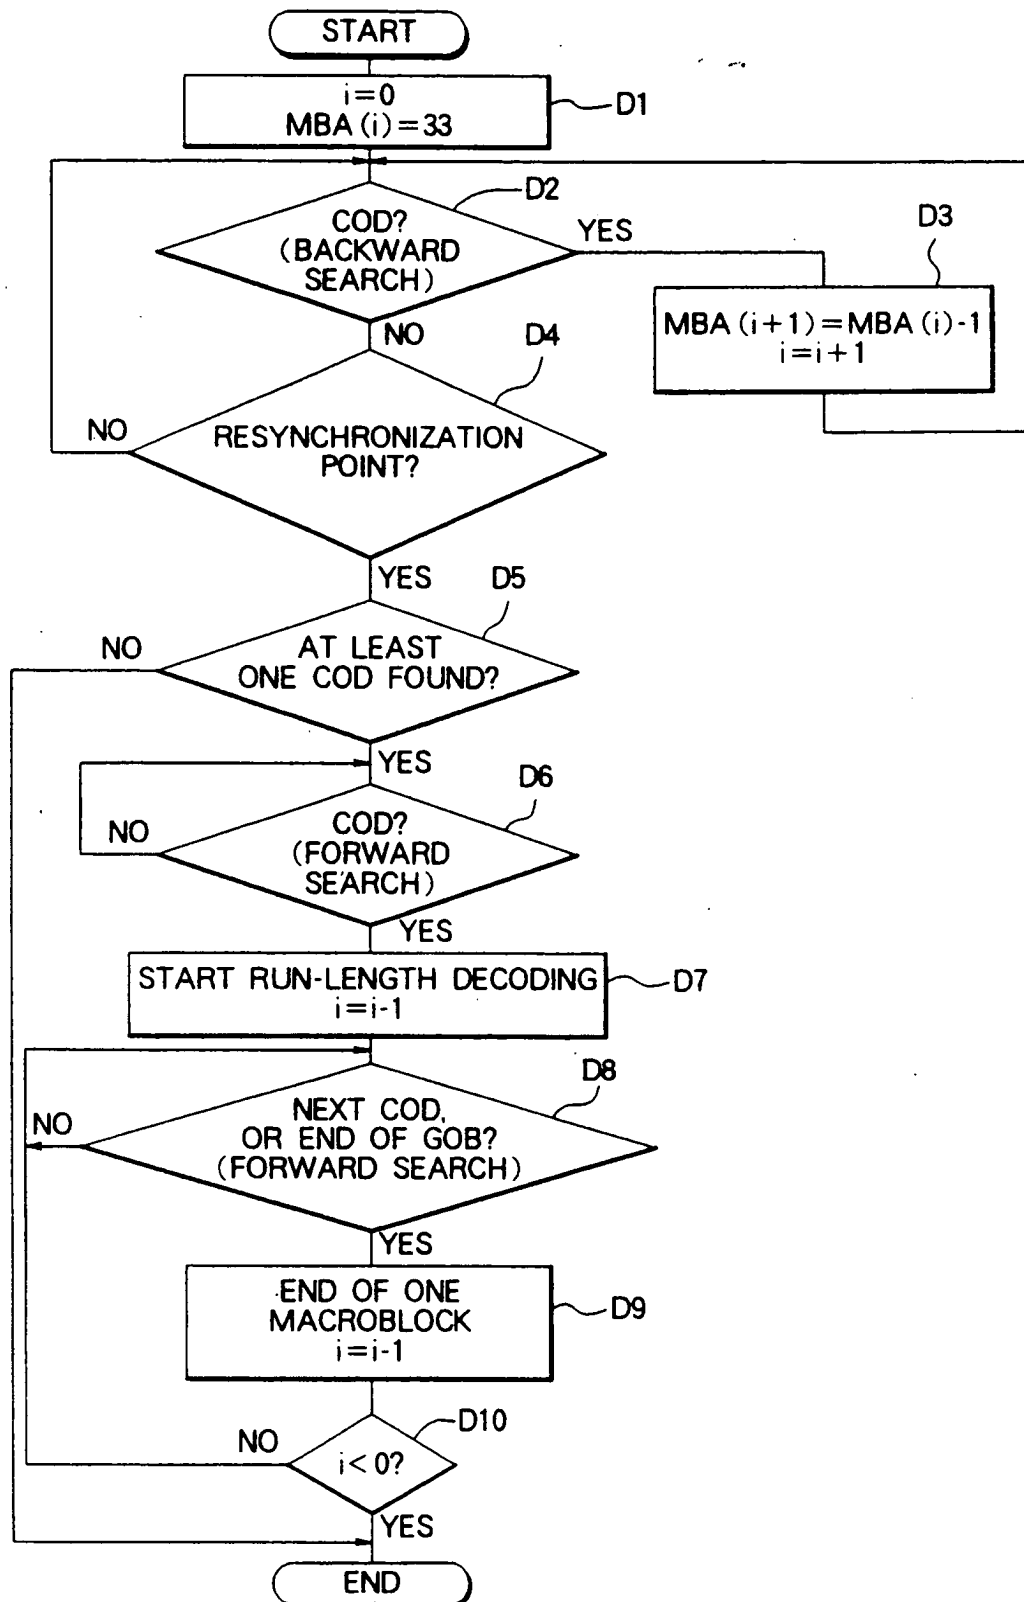 START
i=0
MBA(i)=33
D1
COD?
(BACKWARD
SEARCH)
D2
YES
D3
MBA(i+1)=MBA(i)-1
i=i+1
NO
D4
NO
RESYNCHRONIZATION
POINT?
YES
D5
NO
AT LEAST
ONE COD FOUND?
YES
D6
NO
COD?
(FORWARD
SEARCH)
YES
START RUN-LENGTH DECODING
i=i-1
D7
D8
NO
NEXT COD,
OR END OF GOB?
(FORWARD SEARCH)
YES
END OF ONE
MACROBLOCK
i=i-1
D9
D10
NO
i<0?
YES
END